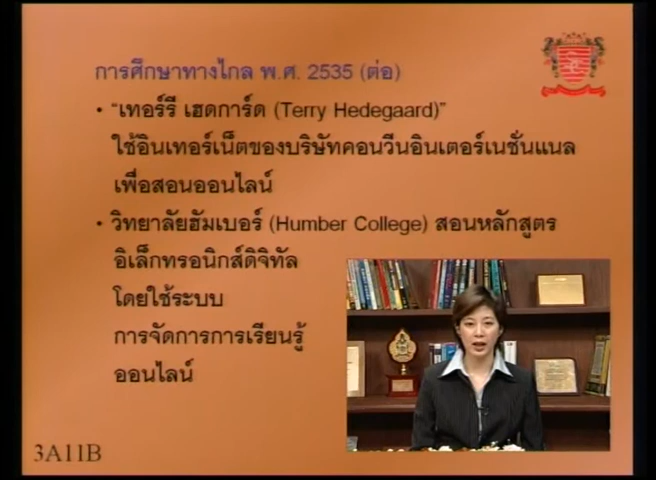 การศึกษาทางไกล พ.ศ. 2535 (ต่อ)
• “เทอร์รี เฮดการ์ด (Terry Hedegaard)”
ใช้อินเทอร์เน็ตของบริษัทคอนวีนอินเตอร์เนชั่นแนล
เพื่อสอนออนไลน์
• วิทยาลัยฮัมเบอร์ (Humber College) สอนหลักสูตร
อิเล็กทรอนิกส์ดิจิทัล
โดยใช้ระบบ
การจัดการการเรียนรู้
ออนไลน์
3A11B